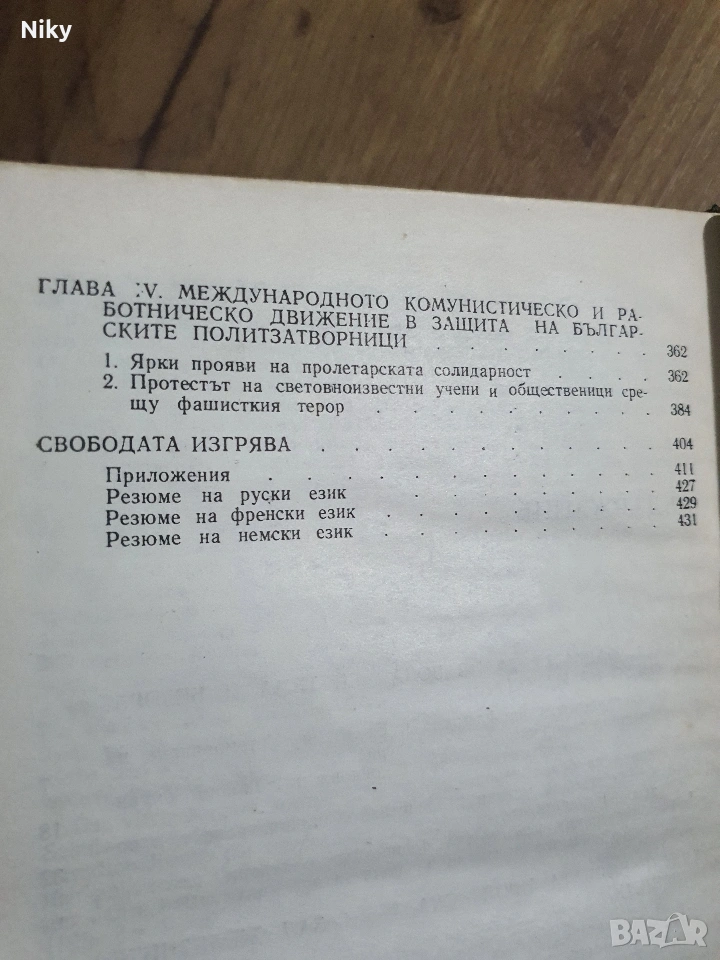 Niky
ГЛАВА :V. МЕЖДУНАРОДНОТО КОМУНИСТИЧЕСКО И РА-
БОТНИЧЕСКО ДВИЖЕНИЕ В ЗАЩИТА НА БЪЛГАР-
СКИТЕ ПОЛИТЗАТВОРНИЦИ . . . . . . . 362
1. Ярки прояви на пролетарската солидарност . . . . 362
2. Протестът на световноизвестни учени и общественици сре-
щу фашисткия терор . . . . . . . . 384
СВОБОДАТА ИЗГРЯВА . . . . . . . . . . 404
Приложения . . . . . . . . . . 411
Резюме на руски език . . . . . . . 427
Резюме на френски език . . . . . . . . 429
Резюме на немски език . . . . . . . 431
BAZAR